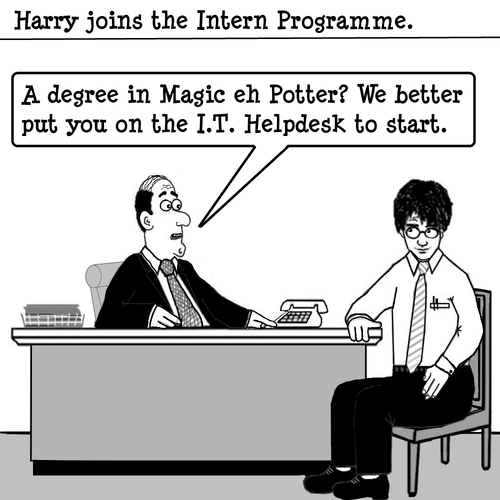 Harry joins the Intern Programme.
A degree in Magic eh Potter? We better
put you on the I.T. Helpdesk to start.